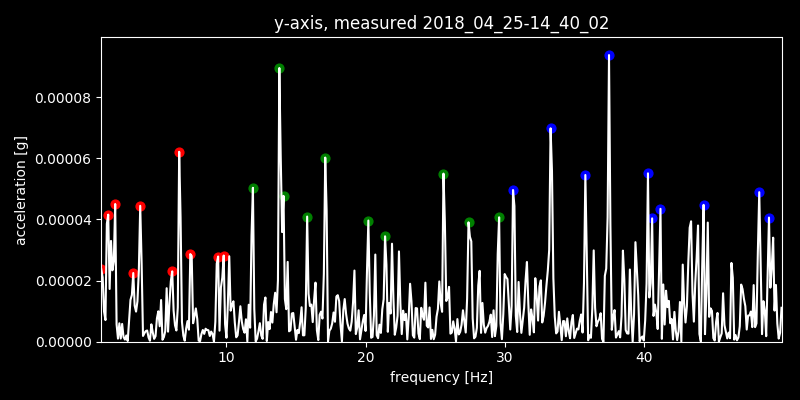 y-axis, measured 2018_04_25-14_40_02
0.00008
0.00006
0.00004
0.00002
0.00000
acceleration [g]
10 20 30 40
frequency [Hz]